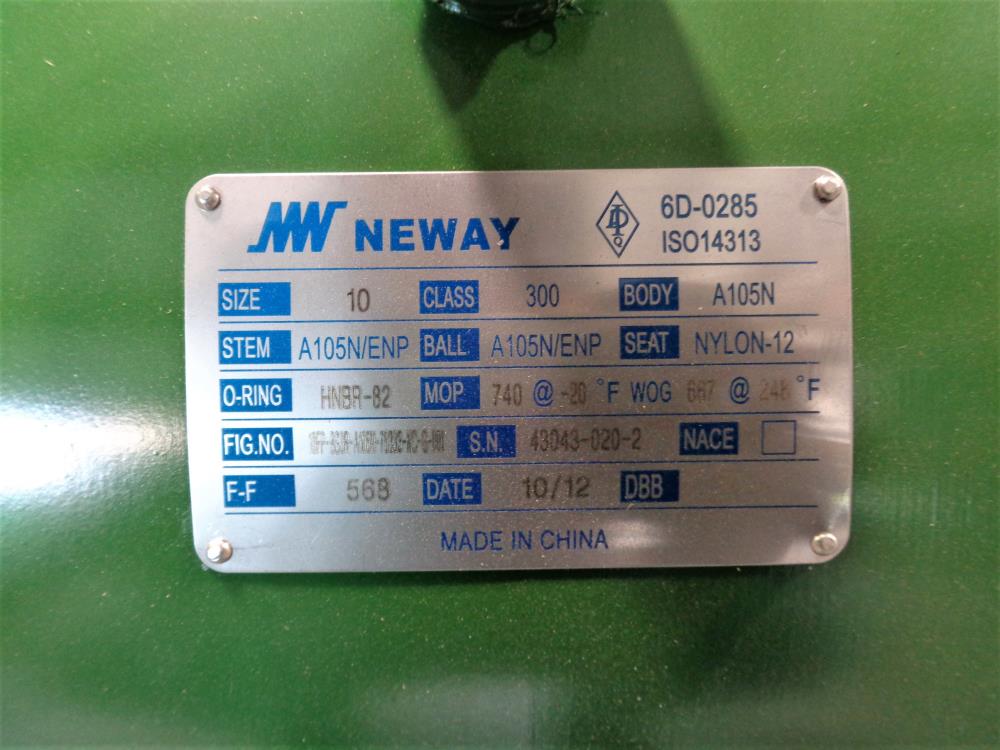 NEWAY
6D-0285
ISO14313
SIZE 10 CLASS 300 BODY A105N
STEM A105N/ENP BALL A105N/ENP SEAT NYLON-12
O-RING HNBR-82 MOP 740 @ -20 °F WOG 667 @ 248 °F
FIG.NO. S.N. 43043-020-2 NACE
F-F 568 DATE 10/12 DBB
MADE IN CHINA